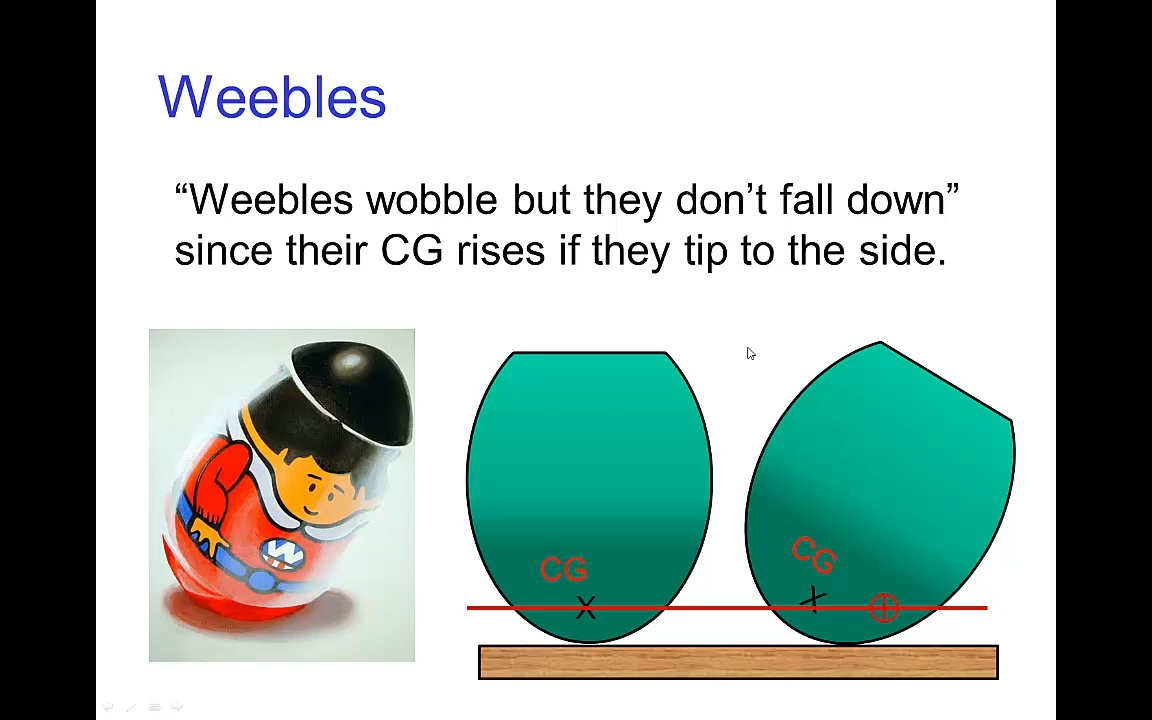 Weebles
“Weebles wobble but they don’t fall down”
since their CG rises if they tip to the side.
W
CG
X
CG
X